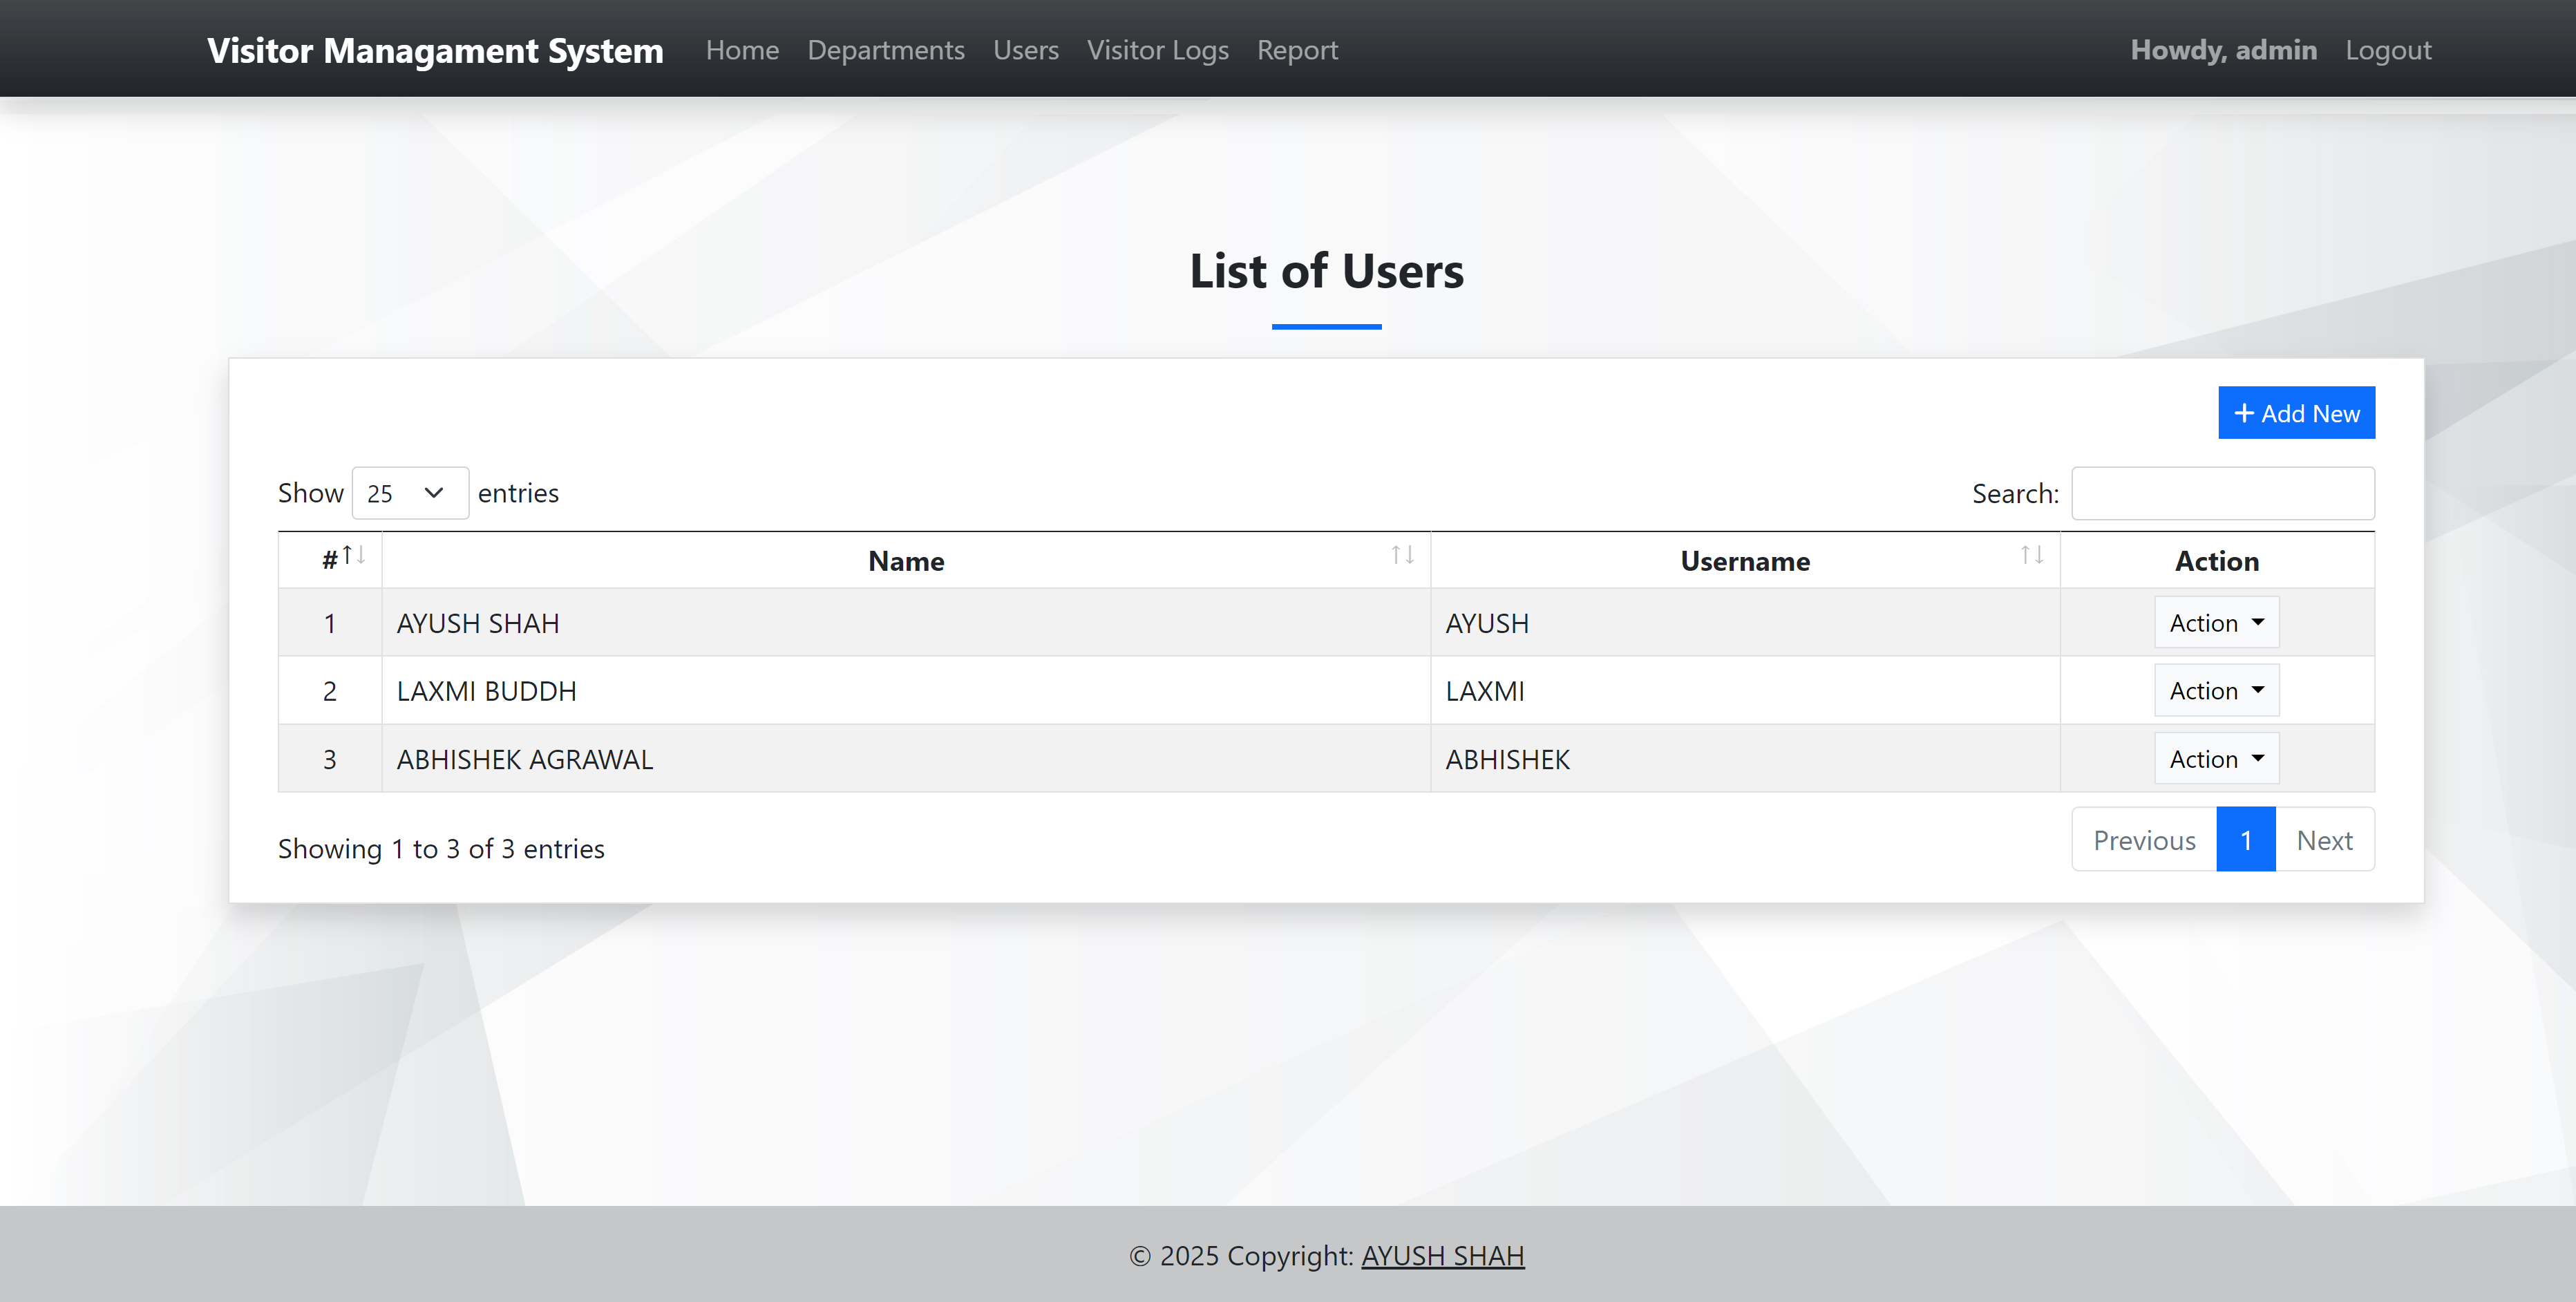 Visitor Managament System Home Departments Users Visitor Logs Report Howdy, admin Logout
List of Users
+ Add New
Show 25 entries Search:
# Name Username Action
1 AYUSH SHAH AYUSH Action
2 LAXMI BUDDH LAXMI Action
3 ABHISHEK AGRAWAL ABHISHEK Action
Showing 1 to 3 of 3 entries Previous 1 Next
© 2025 Copyright: AYUSH SHAH